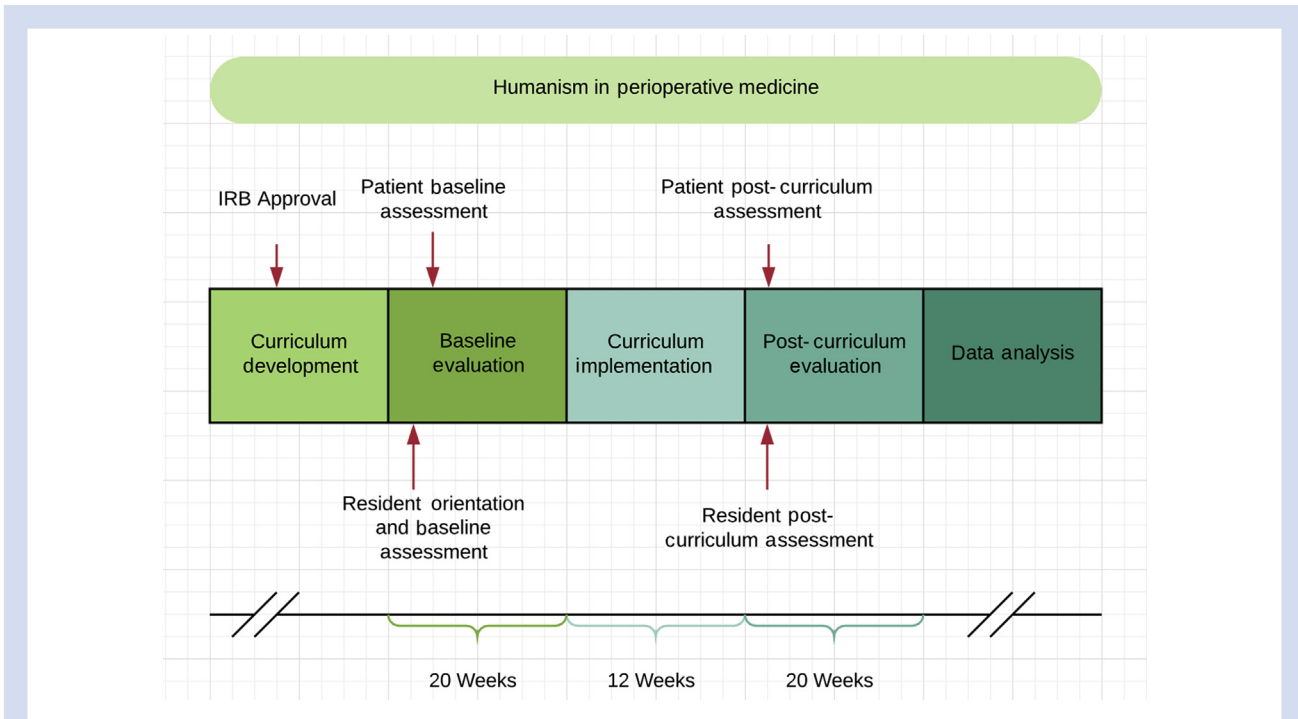 Humanism in perioperative medicine
IRB Approval
Patient baseline
assessment
Patient post-curriculum
assessment
Curriculum
development
Baseline
evaluation
Curriculum
implementation
Post-curriculum
evaluation
Data analysis
Resident orientation
and baseline
assessment
Resident post-
curriculum assessment
20 Weeks
12 Weeks
20 Weeks